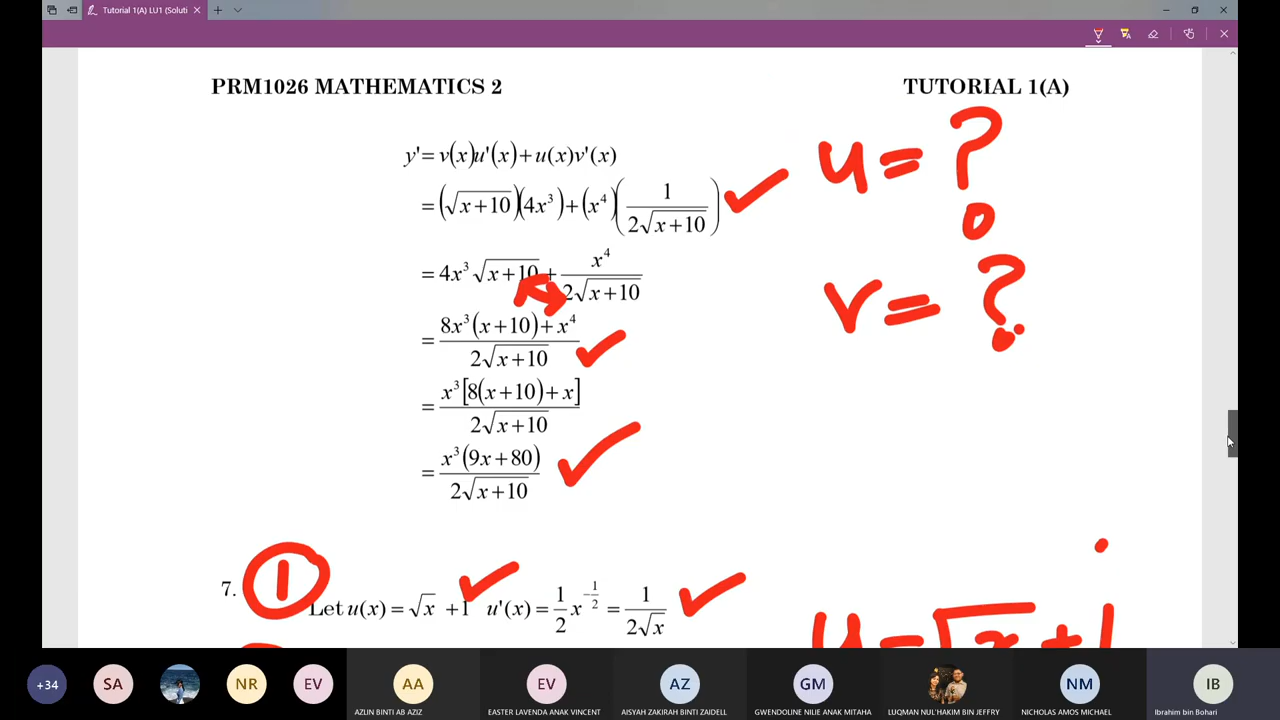 Tutorial 1(A) LU1 (Soluti
PRM1026 MATHEMATICS 2 TUTORIAL 1(A)
y'= v(x)u'(x)+u(x)v'(x)
= (√(x+10))(4x³)+(x⁴)(1/(2√(x+10)))
= 4x³√(x+10) + x⁴/(2√(x+10))
= (8x³(x+10)+x⁴)/(2√(x+10))
= (x³[8(x+10)+x])/(2√(x+10))
= (x³(9x+80))/(2√(x+10))
u = ?
v = ?
7. 1
Let u(x) = √x +1 u'(x) = 1/2 x^(-1/2) = 1/(2√x)
u = √x + 1
+34 SA NR EV AA EV AZ GM NM IB
AZLIN BINTI AB AZIZ EASTER LAVENDA ANAK VINCENT AISYAH ZAKIRAH BINTI ZAIDELL GWENDOLINE NILIE ANAK MITAHA LUQMAN NUL'HAKIM BIN JEFFRY NICHOLAS AMOS MICHAEL Ibrahim bin Bohari